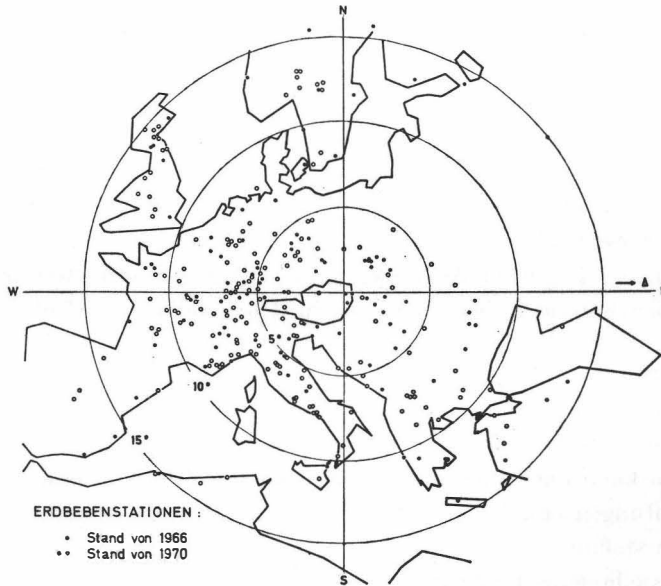 N
W
→ Δ
5°
10°
15°
ERDBEBENSTATIONEN :
• Stand von 1966
•◦ Stand von 1970
S